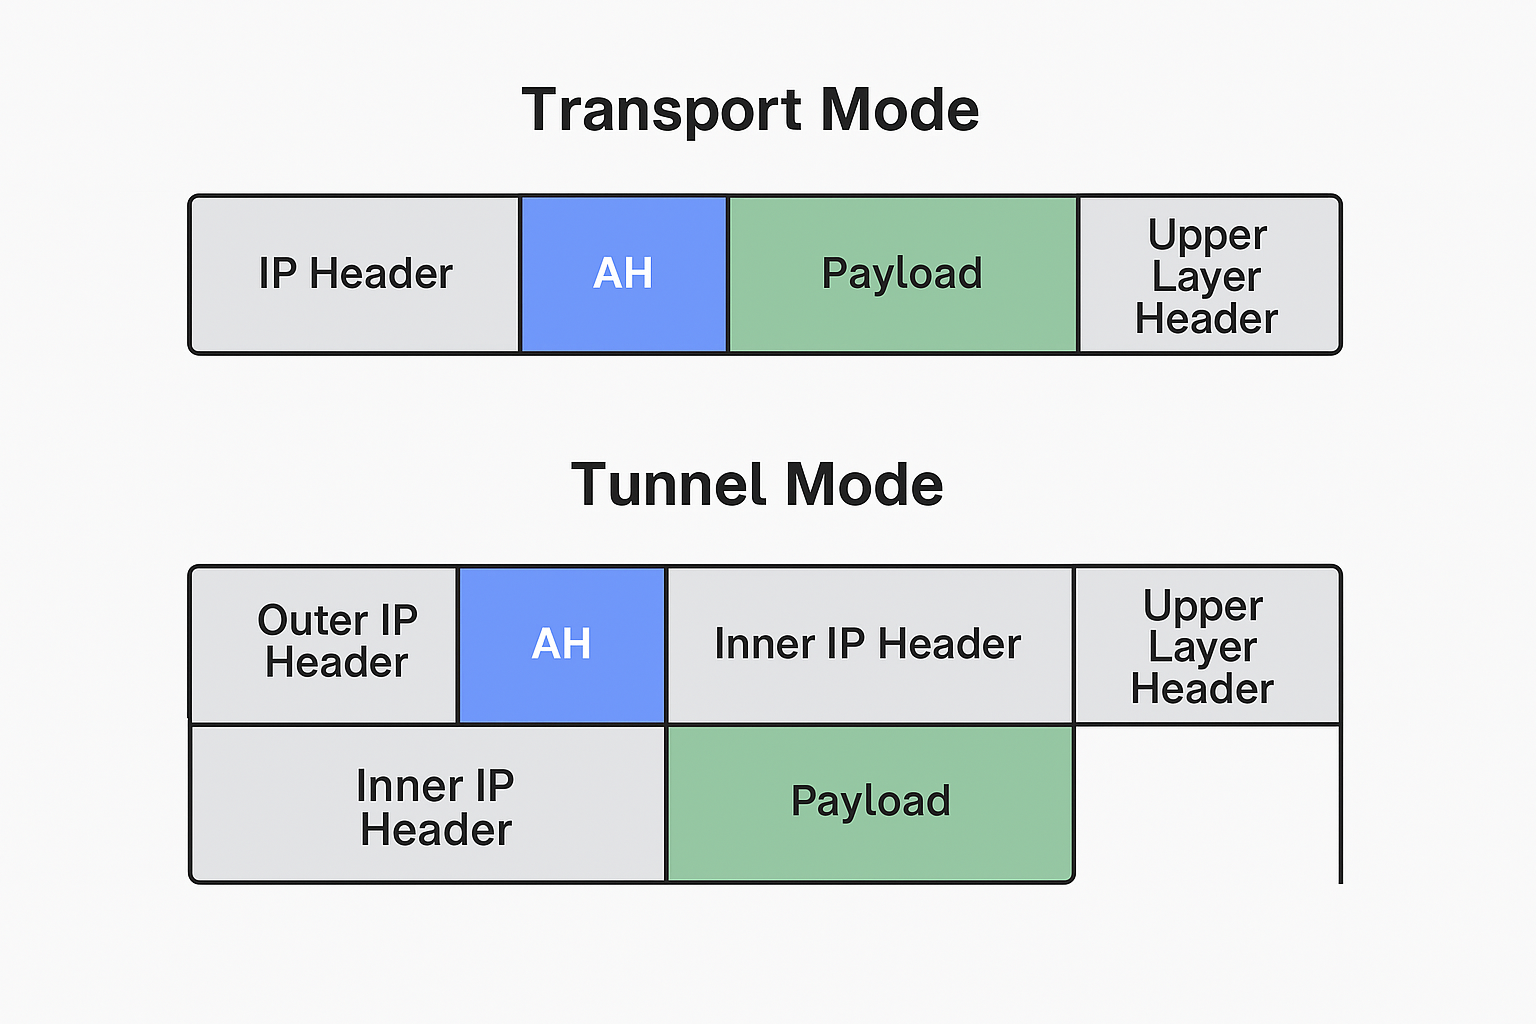 Transport Mode
IP Header
AH
Payload
Upper
Layer
Header
Tunnel Mode
Outer IP
Header
AH
Inner IP Header
Upper
Layer
Header
Inner IP
Header
Payload